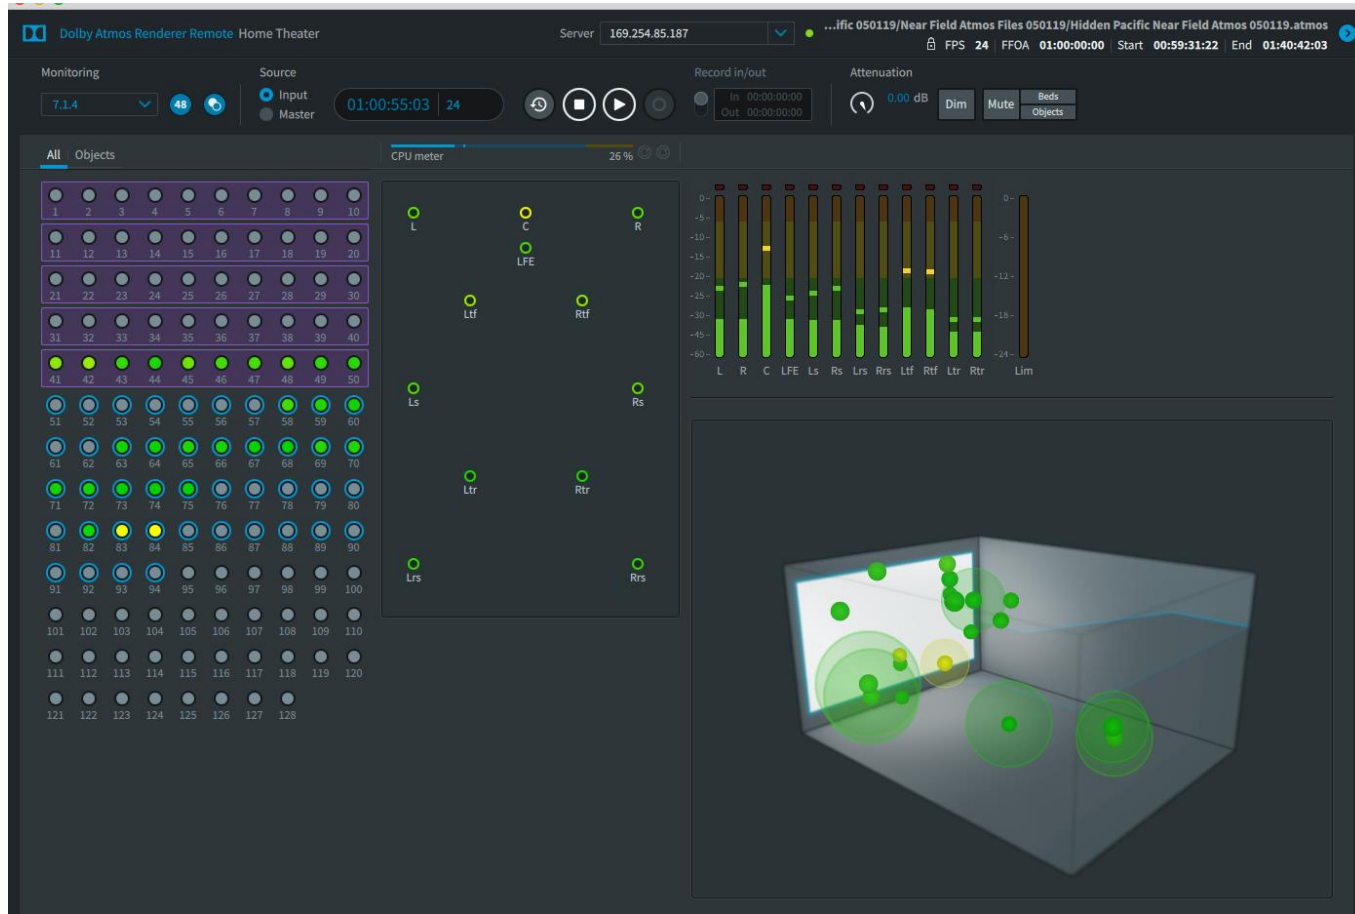 Dolby Atmos Renderer Remote Home Theater
Server 169.254.85.187
...ific 050119/Near Field Atmos Files 050119/Hidden Pacific Near Field Atmos 050119.atmos
FPS 24 FFOA 01:00:00:00 Start 00:59:31:22 End 01:40:42:03
Monitoring
7.1.4
48
Source
Input
Master
01:00:55:03 24
Record in/out
In 00:00:00:00
Out 00:00:00:00
Attenuation
0.00 dB
Dim
Mute
Beds
Objects
All Objects
CPU meter 26 %
1 2 3 4 5 6 7 8 9 10
11 12 13 14 15 16 17 18 19 20
21 22 23 24 25 26 27 28 29 30
31 32 33 34 35 36 37 38 39 40
41 42 43 44 45 46 47 48 49 50
51 52 53 54 55 56 57 58 59 60
61 62 63 64 65 66 67 68 69 70
71 72 73 74 75 76 77 78 79 80
81 82 83 84 85 86 87 88 89 90
91 92 93 94 95 96 97 98 99 100
101 102 103 104 105 106 107 108 109 110
111 112 113 114 115 116 117 118 119 120
121 122 123 124 125 126 127 128
L C R
LFE
Ltf Rtf
Ls Rs
Ltr Rtr
Lrs Rrs
0-
-5-
-10-
-15-
-20-
-25-
-30-
-45-
-60-
0-
-6-
-12-
-18-
-24-
L R C LFE Ls Rs Lrs Rrs Ltf Rtf Ltr Rtr Lim